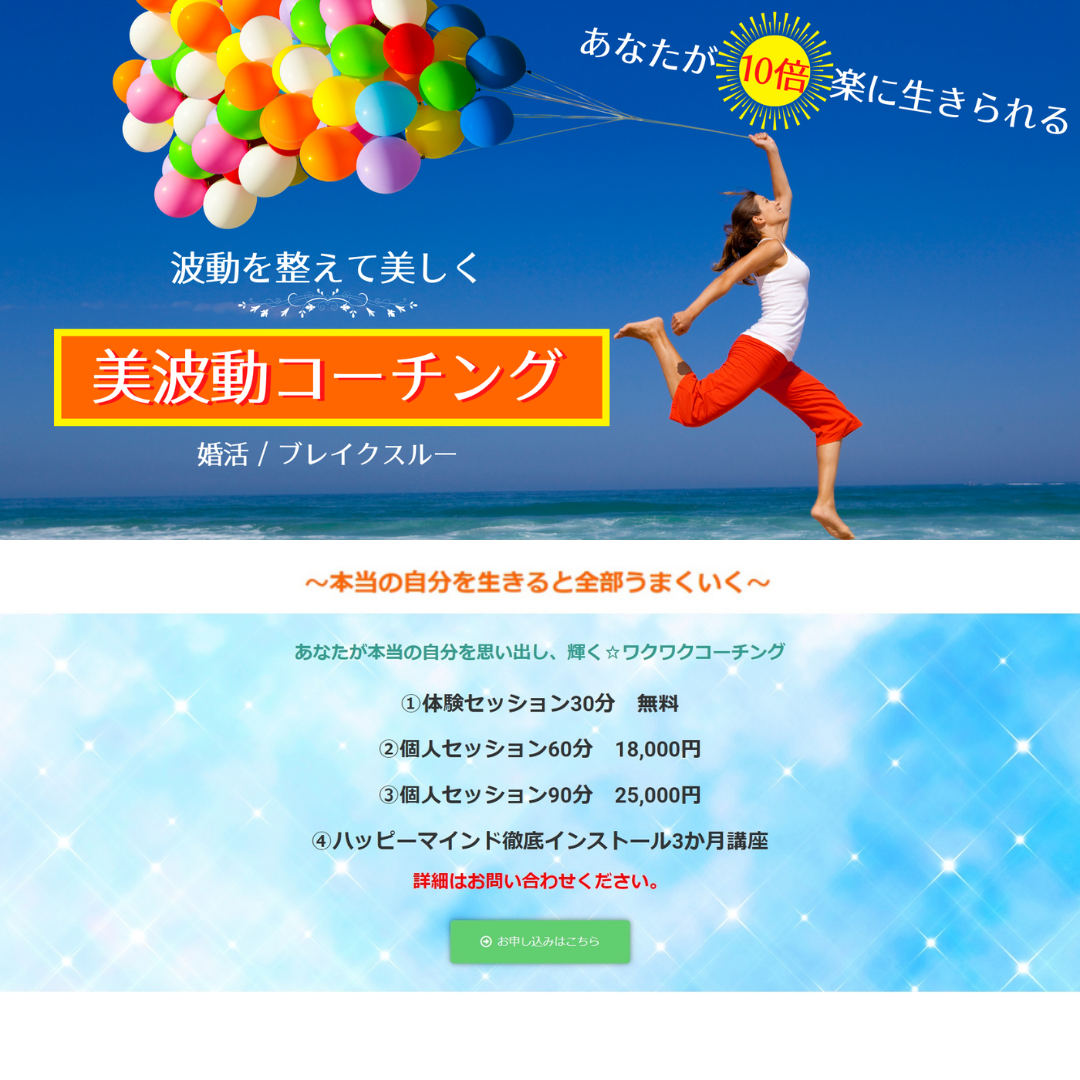 あなたが10倍楽に生きられる
波動を整えて美しく
美波動コーチング
婚活 / ブレイクスルー
～本当の自分を生きると全部うまくいく～
あなたが本当の自分を思い出し、輝く☆ワクワクコーチング
①体験セッション30分　無料
②個人セッション60分　18,000円
③個人セッション90分　25,000円
④ハッピーマインド徹底インストール3か月講座
詳細はお問い合わせください。
お申し込みはこちら